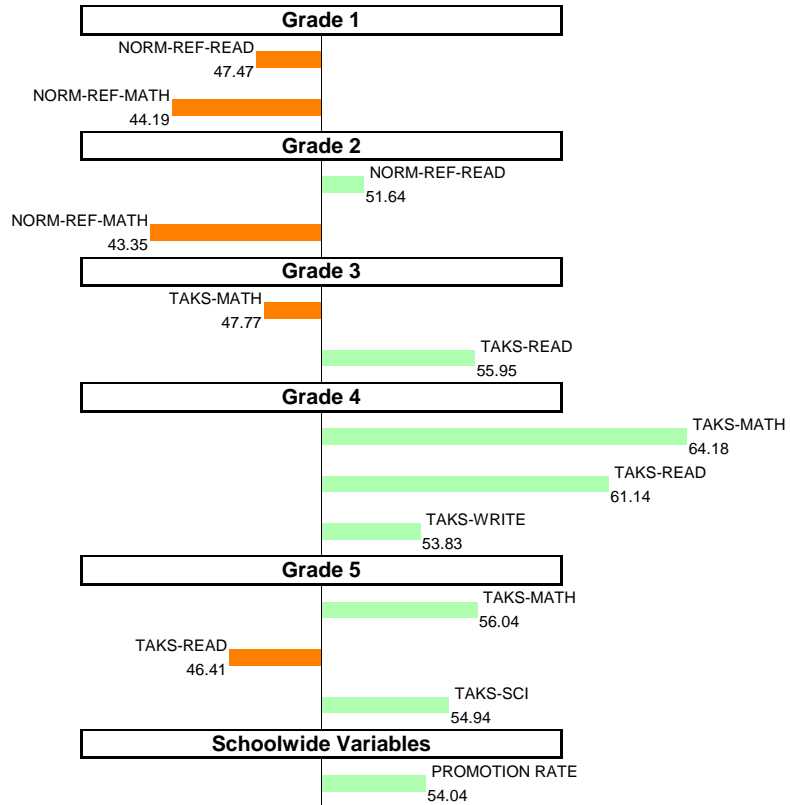 Grade 1
NORM-REF-READ
47.47
NORM-REF-MATH
44.19
Grade 2
NORM-REF-READ
51.64
NORM-REF-MATH
43.35
Grade 3
TAKS-MATH
47.77
TAKS-READ
55.95
Grade 4
TAKS-MATH
64.18
TAKS-READ
61.14
TAKS-WRITE
53.83
Grade 5
TAKS-MATH
56.04
TAKS-READ
46.41
TAKS-SCI
54.94
Schoolwide Variables
PROMOTION RATE
54.04